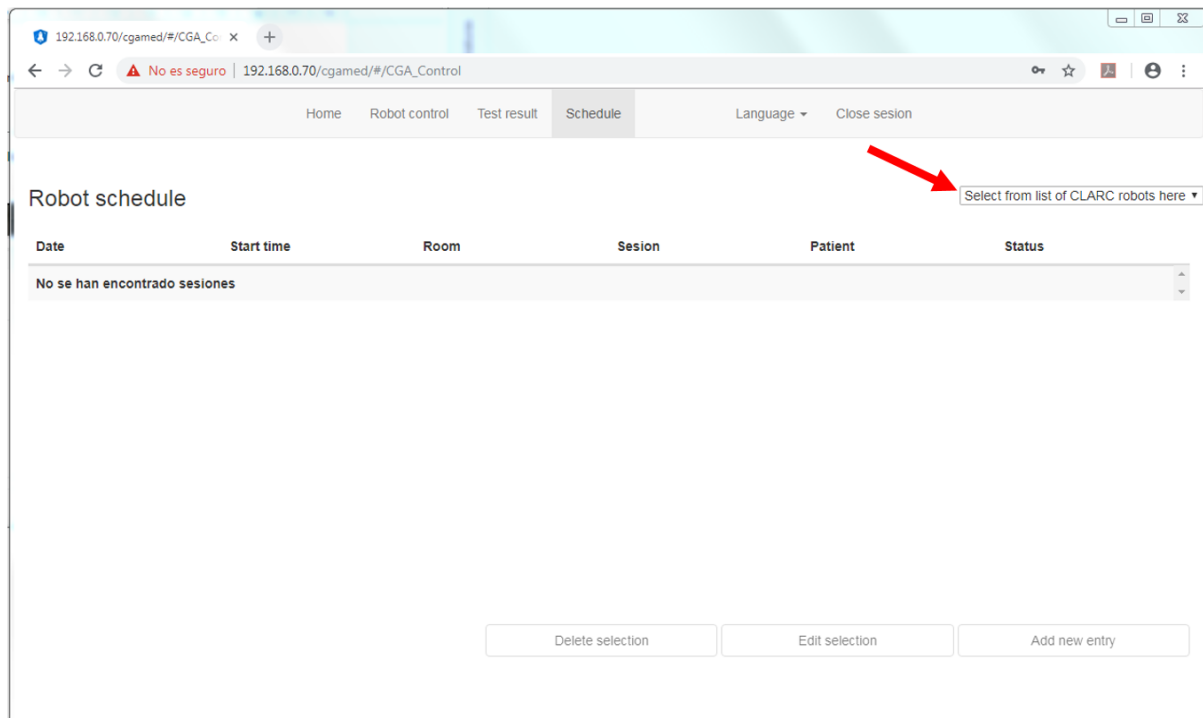 192.168.0.70/cgamed/#/CGA_Co
No es seguro | 192.168.0.70/cgamed/#/CGA_Control
Home Robot control Test result Schedule Language Close sesion
Robot schedule
Select from list of CLARC robots here
Date Start time Room Sesion Patient Status
No se han encontrado sesiones
Delete selection Edit selection Add new entry